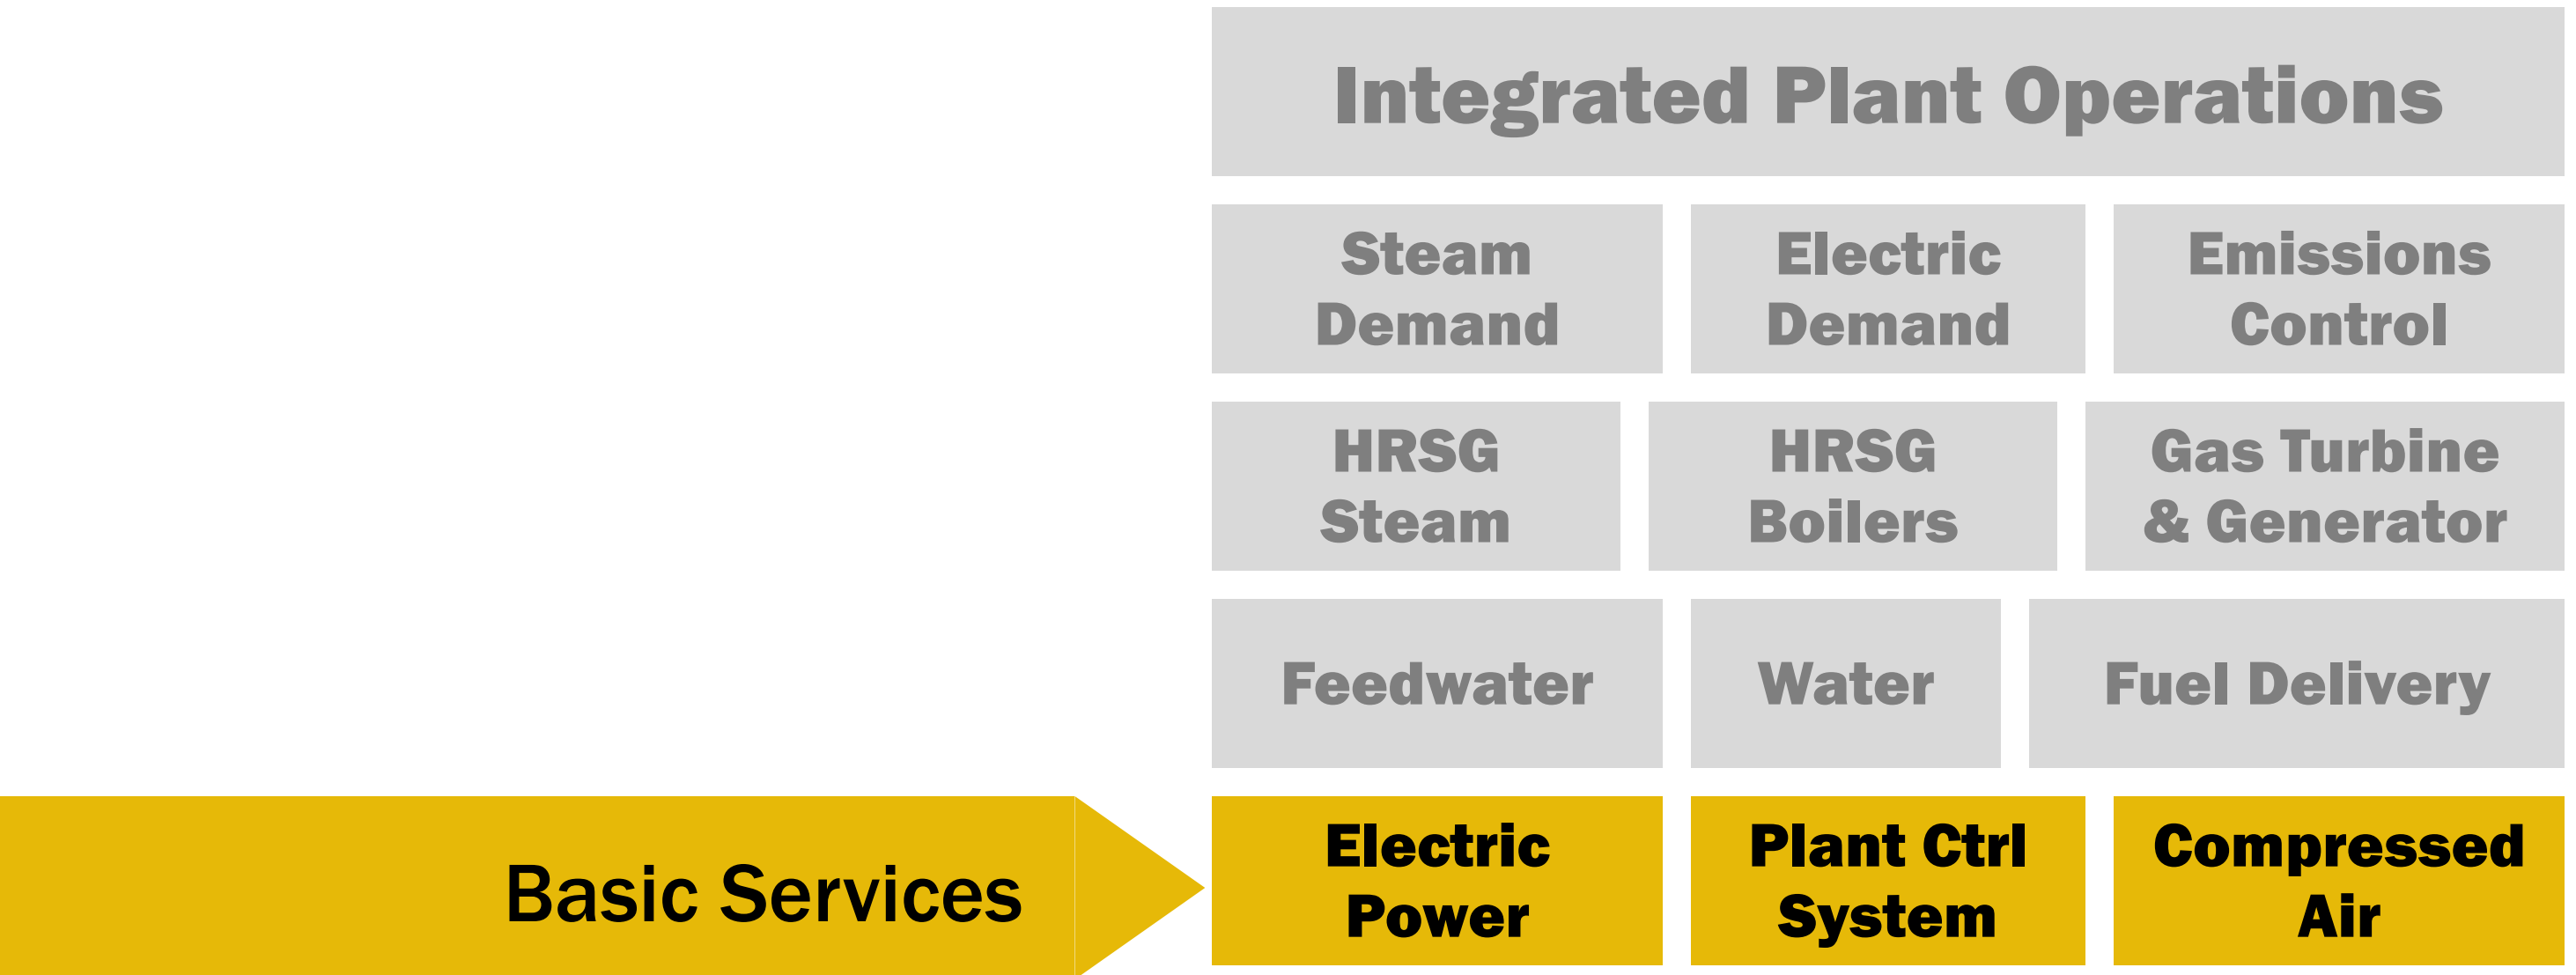 Integrated Plant Operations
Steam
Demand
Electric
Demand
Emissions
Control
HRSG
Steam
HRSG
Boilers
Gas Turbine
& Generator
Feedwater
Water
Fuel Delivery
Basic Services
Electric
Power
Plant Ctrl
System
Compressed
Air